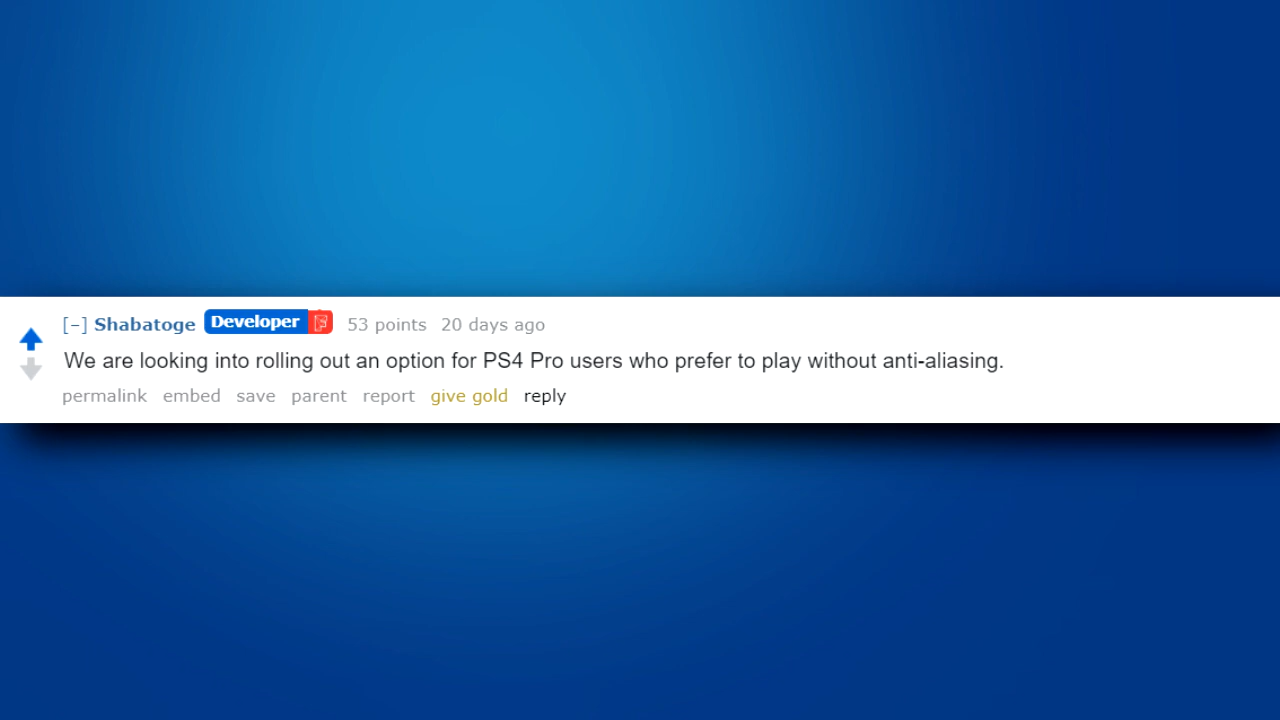 [–] Shabatoge Developer 53 points 20 days ago
We are looking into rolling out an option for PS4 Pro users who prefer to play without anti-aliasing.
permalink embed save parent report give gold reply